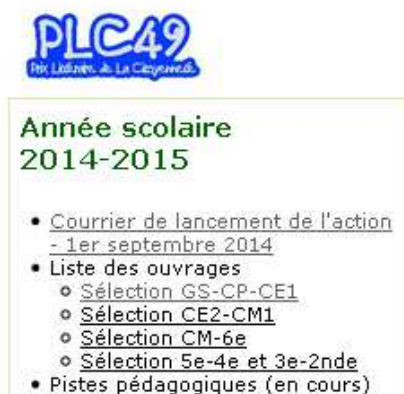 PLC49
Prix Littéraire de La Citoyenneté
Année scolaire
2014-2015
• Courrier de lancement de l'action
- 1er septembre 2014
• Liste des ouvrages
Sélection GS-CP-CE1
Sélection CE2-CM1
Sélection CM-6e
Sélection 5e-4e et 3e-2nde
• Pistes pédagogiques (en cours)